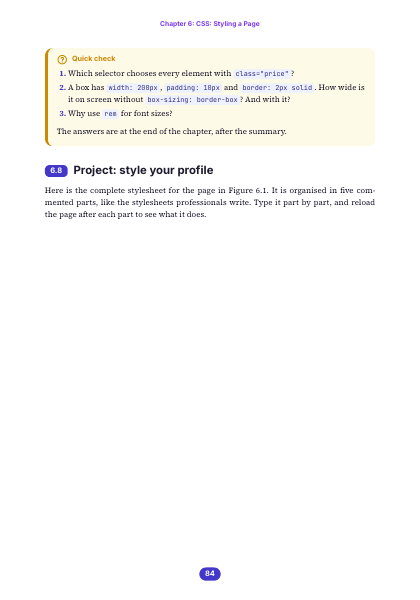 Chapter 6: CSS: Styling a Page
Quick check
1. Which selector chooses every element with class="price"?
2. A box has width: 200px, padding: 10px and border: 2px solid. How wide is
it on screen without box-sizing: border-box? And with it?
3. Why use rem for font sizes?
The answers are at the end of the chapter, after the summary.
6.8 Project: style your profile
Here is the complete stylesheet for the page in Figure 6.1. It is organised in five com-
mented parts, like the stylesheets professionals write. Type it part by part, and reload
the page after each part to see what it does.
84